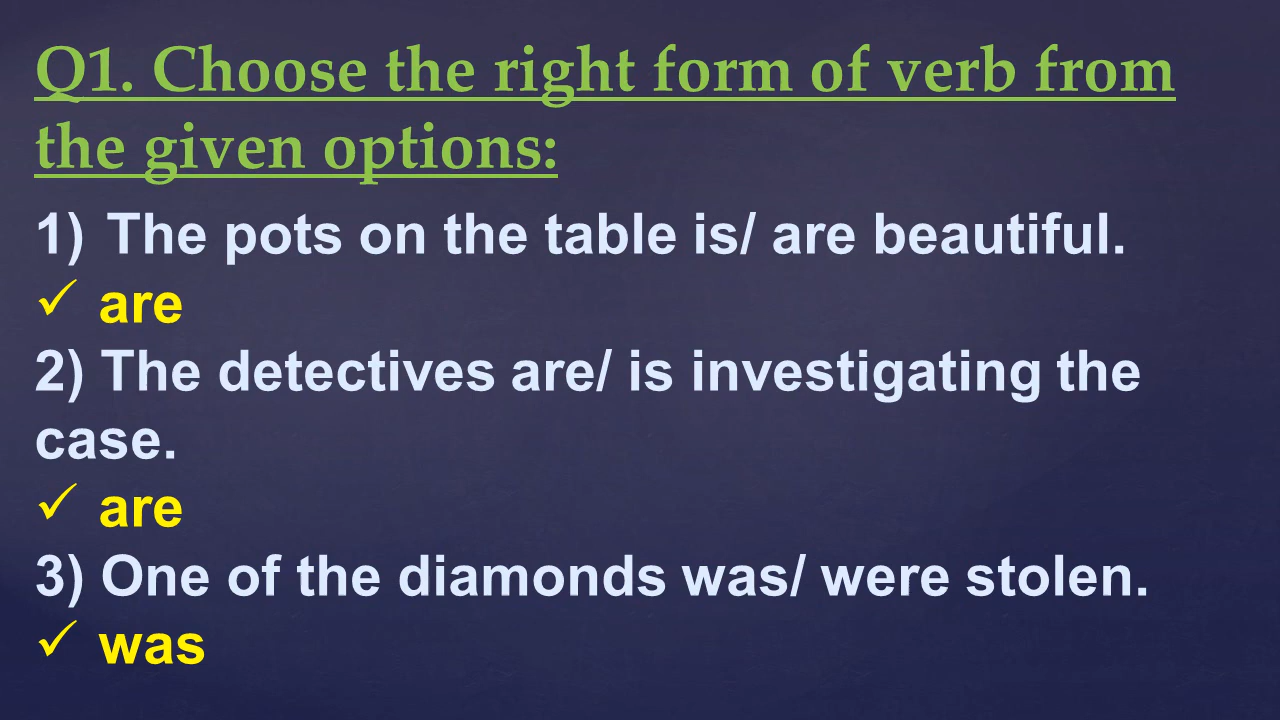 Q1. Choose the right form of verb from
the given options:
1) The pots on the table is/ are beautiful.
✓ are
2) The detectives are/ is investigating the
case.
✓ are
3) One of the diamonds was/ were stolen.
✓ was